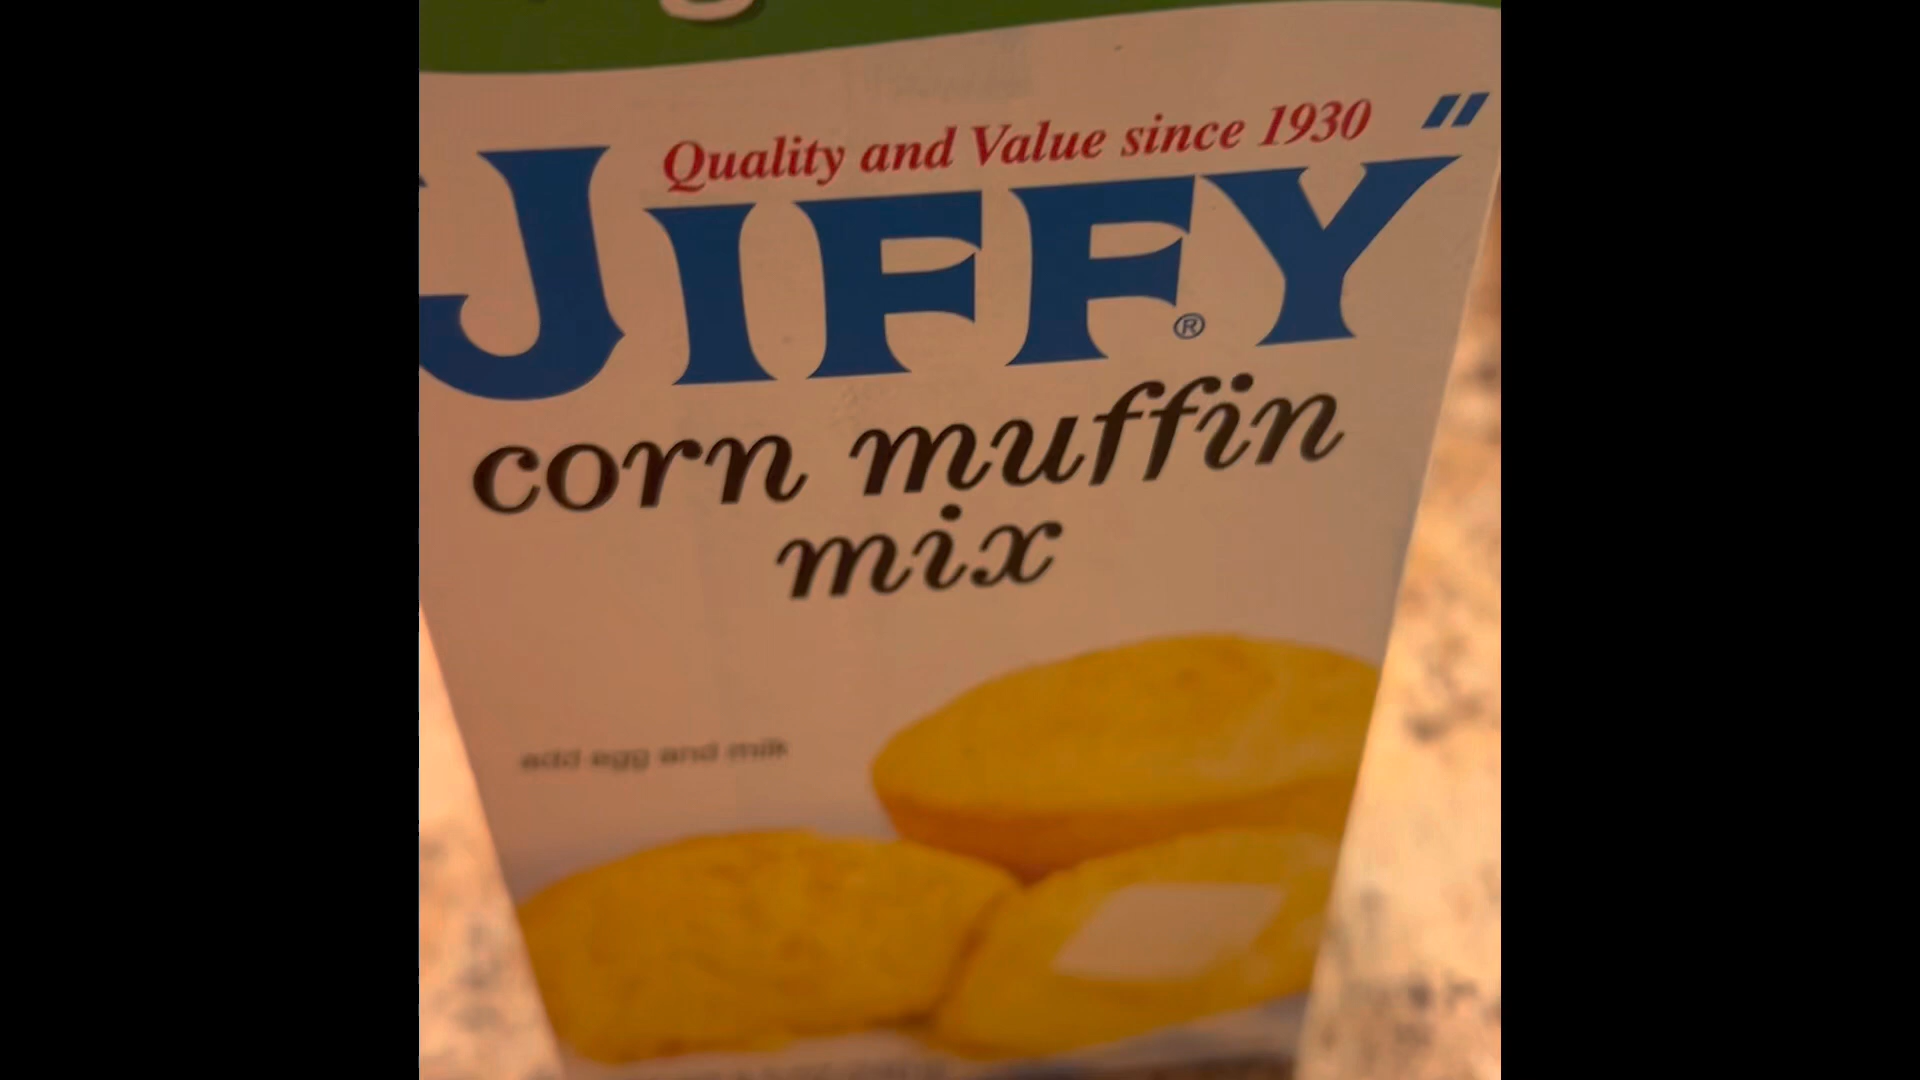 Quality and Value since 1930
JIFFY"
®
corn muffin
mix
add egg and milk